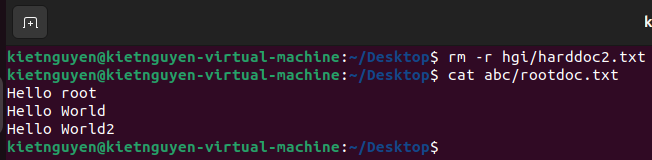 k
kietnguyen@kietnguyen-virtual-machine:~/Desktop$ rm -r hgi/harddoc2.txt
kietnguyen@kietnguyen-virtual-machine:~/Desktop$ cat abc/rootdoc.txt
Hello root
Hello World
Hello World2
kietnguyen@kietnguyen-virtual-machine:~/Desktop$